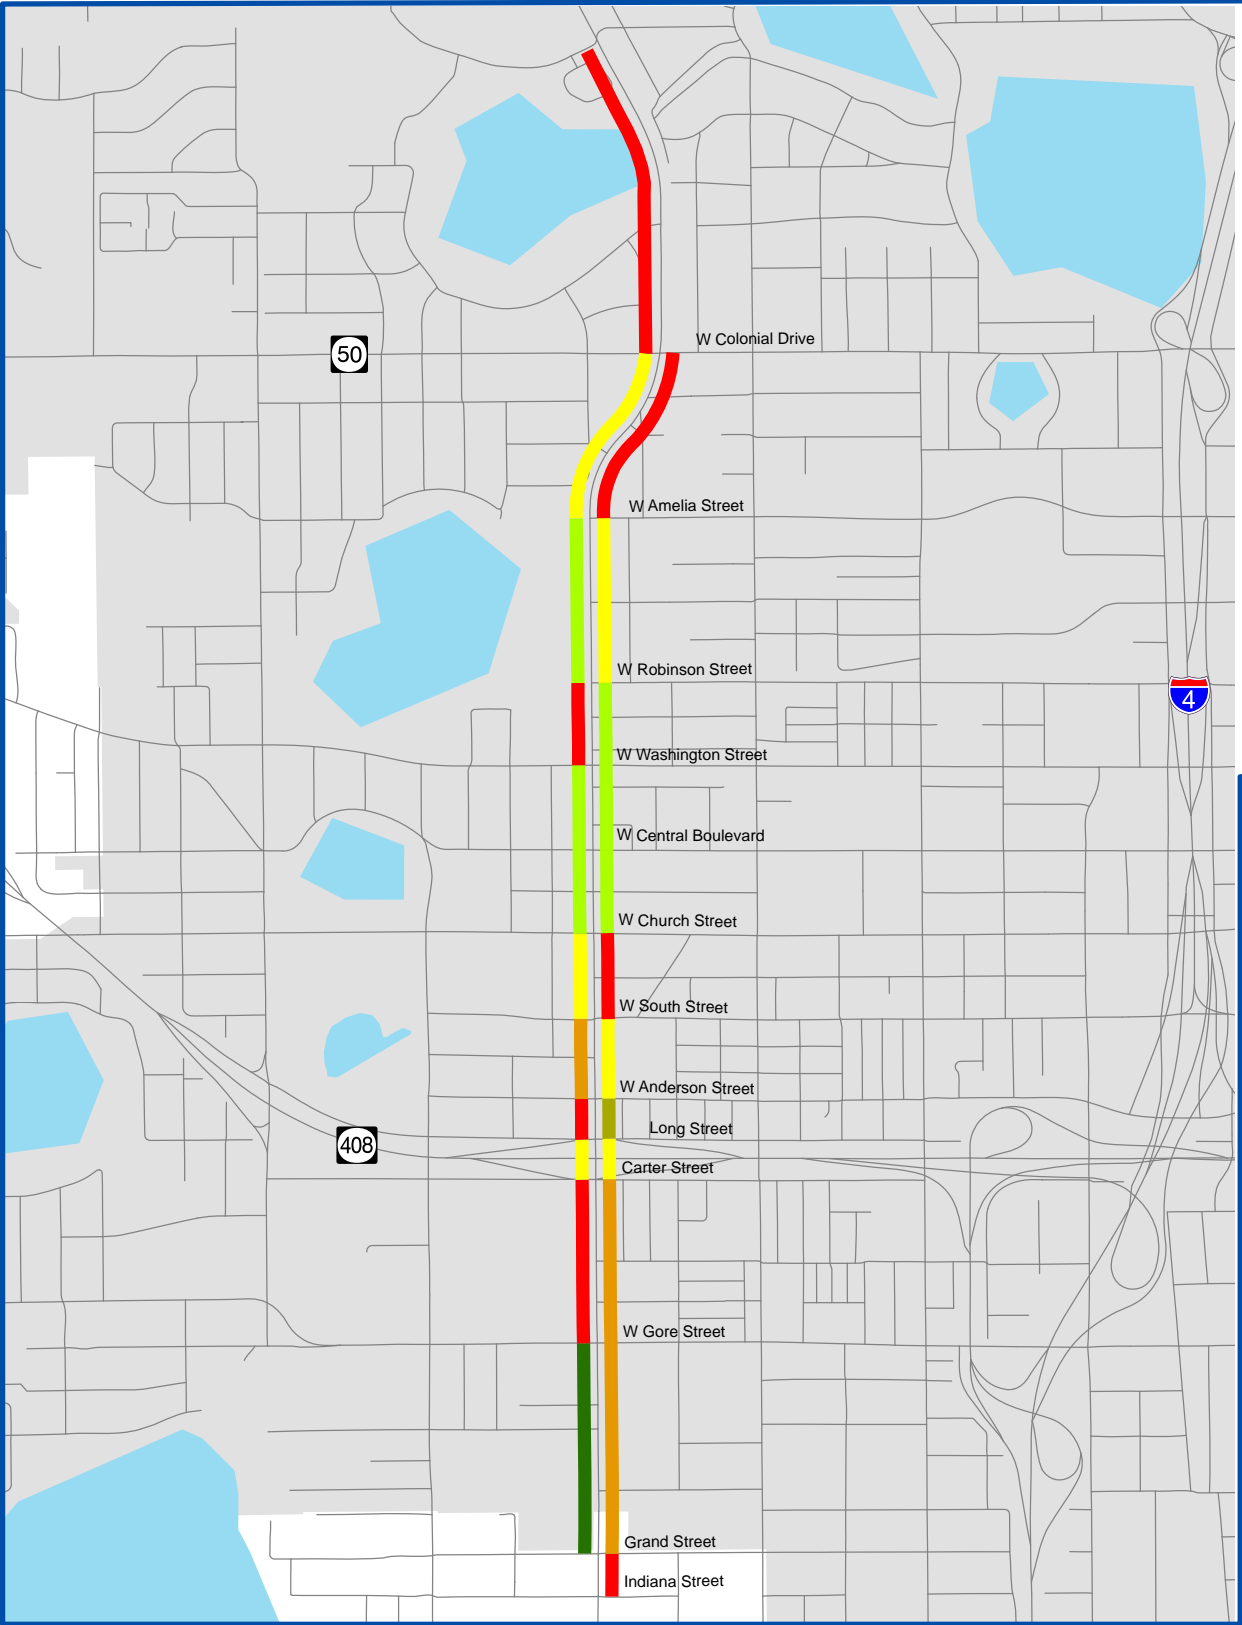 W Colonial Drive
50
W Amelia Street
W Robinson Street
4
W Washington Street
W Central Boulevard
W Church Street
W South Street
W Anderson Street
Long Street
408
Carter Street
W Gore Street
Grand Street
Indiana Street